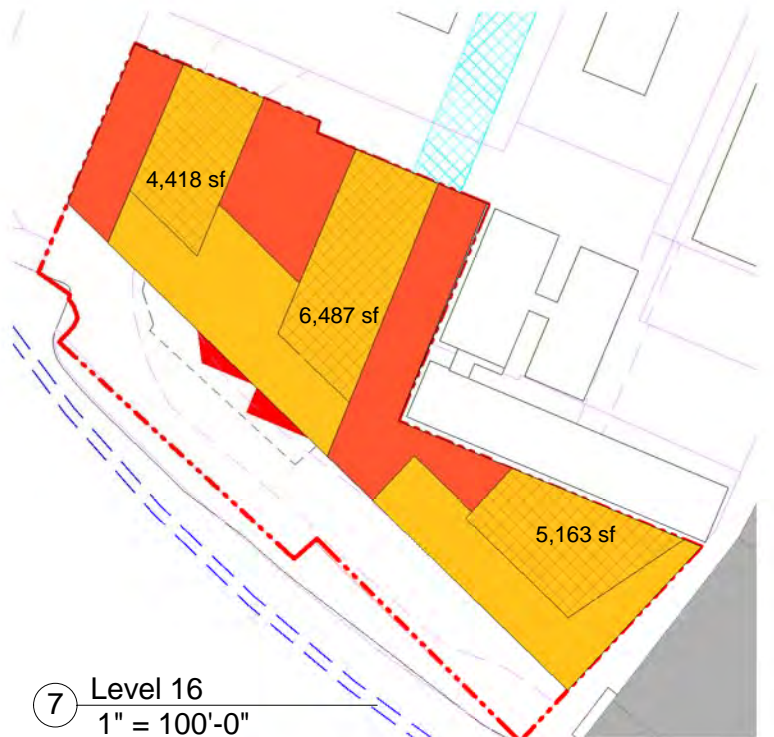 4,418 sf
6,487 sf
5,163 sf
7 Level 16
1" = 100'-0"